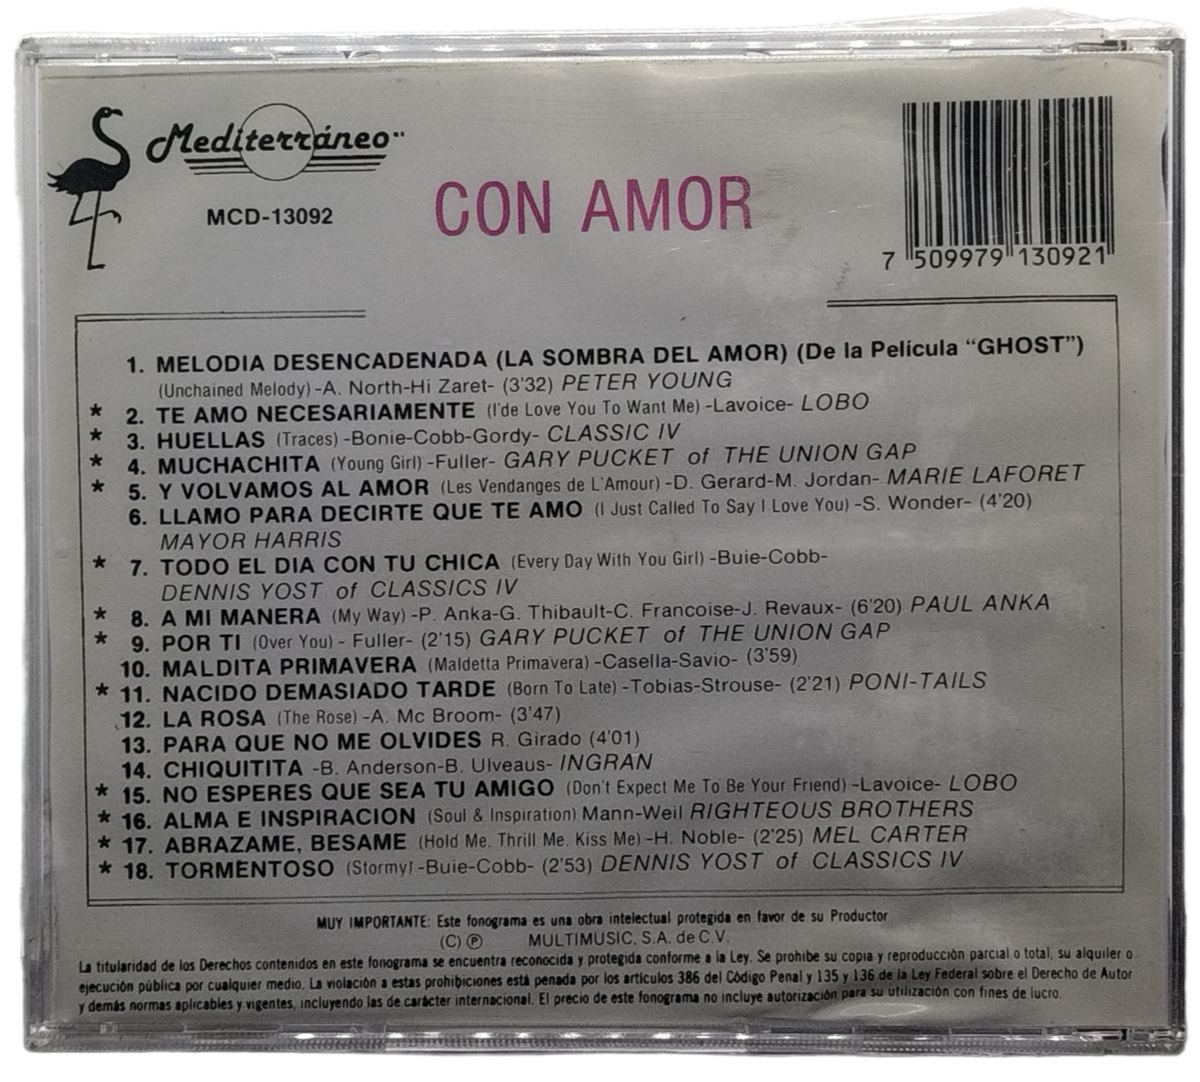 Mediterráneo
MCD-13092
CON AMOR
7 509979 130921
1. MELODIA DESENCADENADA (LA SOMBRA DEL AMOR) (De la Película "GHOST")
(Unchained Melody) -A. North-Hi Zaret- (3'32) PETER YOUNG
* 2. TE AMO NECESARIAMENTE (I'de Love You To Want Me) -Lavoice- LOBO
* 3. HUELLAS (Traces) -Bonie-Cobb-Gordy- CLASSIC IV
* 4. MUCHACHITA (Young Girl) -Fuller- GARY PUCKET of THE UNION GAP
* 5. Y VOLVAMOS AL AMOR (Les Vendanges de L'Amour) -D. Gerard-M. Jordan- MARIE LAFORET
6. LLAMO PARA DECIRTE QUE TE AMO (I Just Called To Say I Love You) -S. Wonder- (4'20)
MAYOR HARRIS
* 7. TODO EL DIA CON TU CHICA (Every Day With You Girl) -Buie-Cobb-
DENNIS YOST of CLASSICS IV
* 8. A MI MANERA (My Way) -P. Anka-G. Thibault-C. Francoise-J. Revaux- (6'20) PAUL ANKA
* 9. POR TI (Over You) - Fuller- (2'15) GARY PUCKET of THE UNION GAP
10. MALDITA PRIMAVERA (Maldetta Primavera) -Casella-Savio- (3'59)
* 11. NACIDO DEMASIADO TARDE (Born To Late) -Tobias-Strouse- (2'21) PONI-TAILS
12. LA ROSA (The Rose) -A. Mc Broom- (3'47)
13. PARA QUE NO ME OLVIDES R. Girado (4'01)
14. CHIQUITITA -B. Anderson-B. Ulveaus- INGRAN
* 15. NO ESPERES QUE SEA TU AMIGO (Don't Expect Me To Be Your Friend) -Lavoice- LOBO
* 16. ALMA E INSPIRACION (Soul & Inspiration) Mann-Weil RIGHTEOUS BROTHERS
* 17. ABRAZAME, BESAME (Hold Me, Thrill Me, Kiss Me) -H. Noble- (2'25) MEL CARTER
* 18. TORMENTOSO (Stormy) -Buie-Cobb- (2'53) DENNIS YOST of CLASSICS IV
MUY IMPORTANTE: Este fonograma es una obra intelectual protegida en favor de su Productor
(C) Ⓟ MULTIMUSIC, S.A. de C.V.
La titularidad de los Derechos contenidos en este fonograma se encuentra reconocida y protegida conforme a la Ley. Se prohibe su copia y reproducción parcial o total, su alquiler o
ejecución pública por cualquier medio. La violación a estas prohibiciones está penada por los artículos 386 del Código Penal y 135 y 136 de la Ley Federal sobre el Derecho de Autor
y demás normas aplicables y vigentes, incluyendo las de carácter internacional. El precio de este fonograma no incluye autorización para su utilización con fines de lucro.